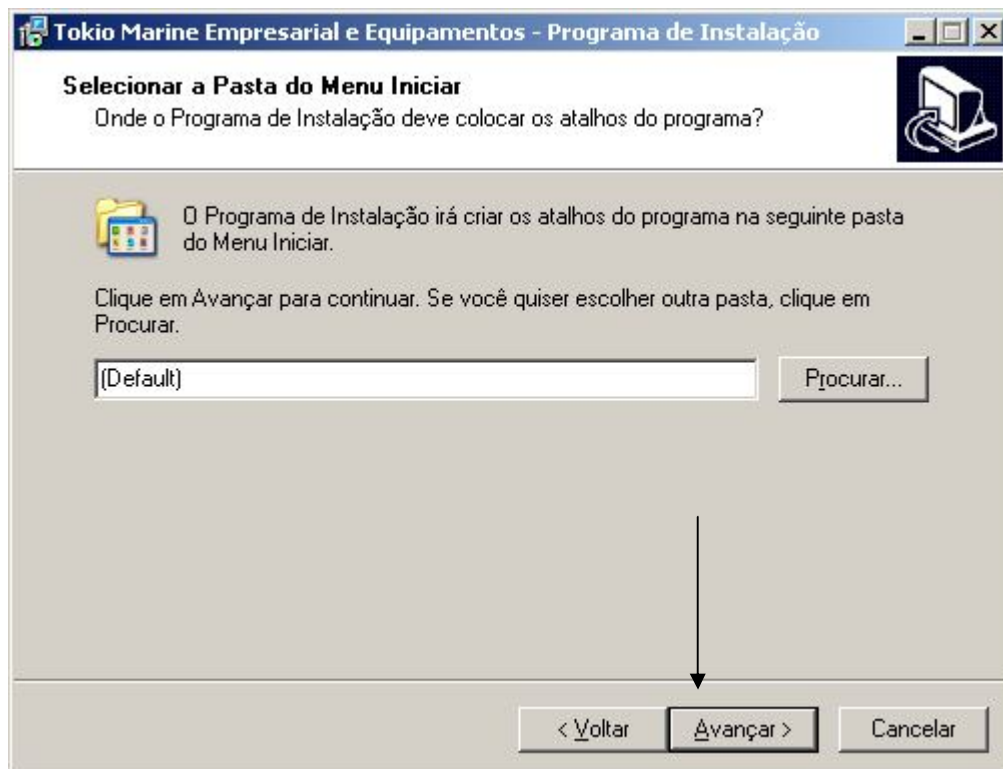 Tokio Marine Empresarial e Equipamentos - Programa de Instalação
Selecionar a Pasta do Menu Iniciar
Onde o Programa de Instalação deve colocar os atalhos do programa?
O Programa de Instalação irá criar os atalhos do programa na seguinte pasta
do Menu Iniciar.
Clique em Avançar para continuar. Se você quiser escolher outra pasta, clique em
Procurar.
(Default)
Procurar...
< Voltar
Avançar >
Cancelar